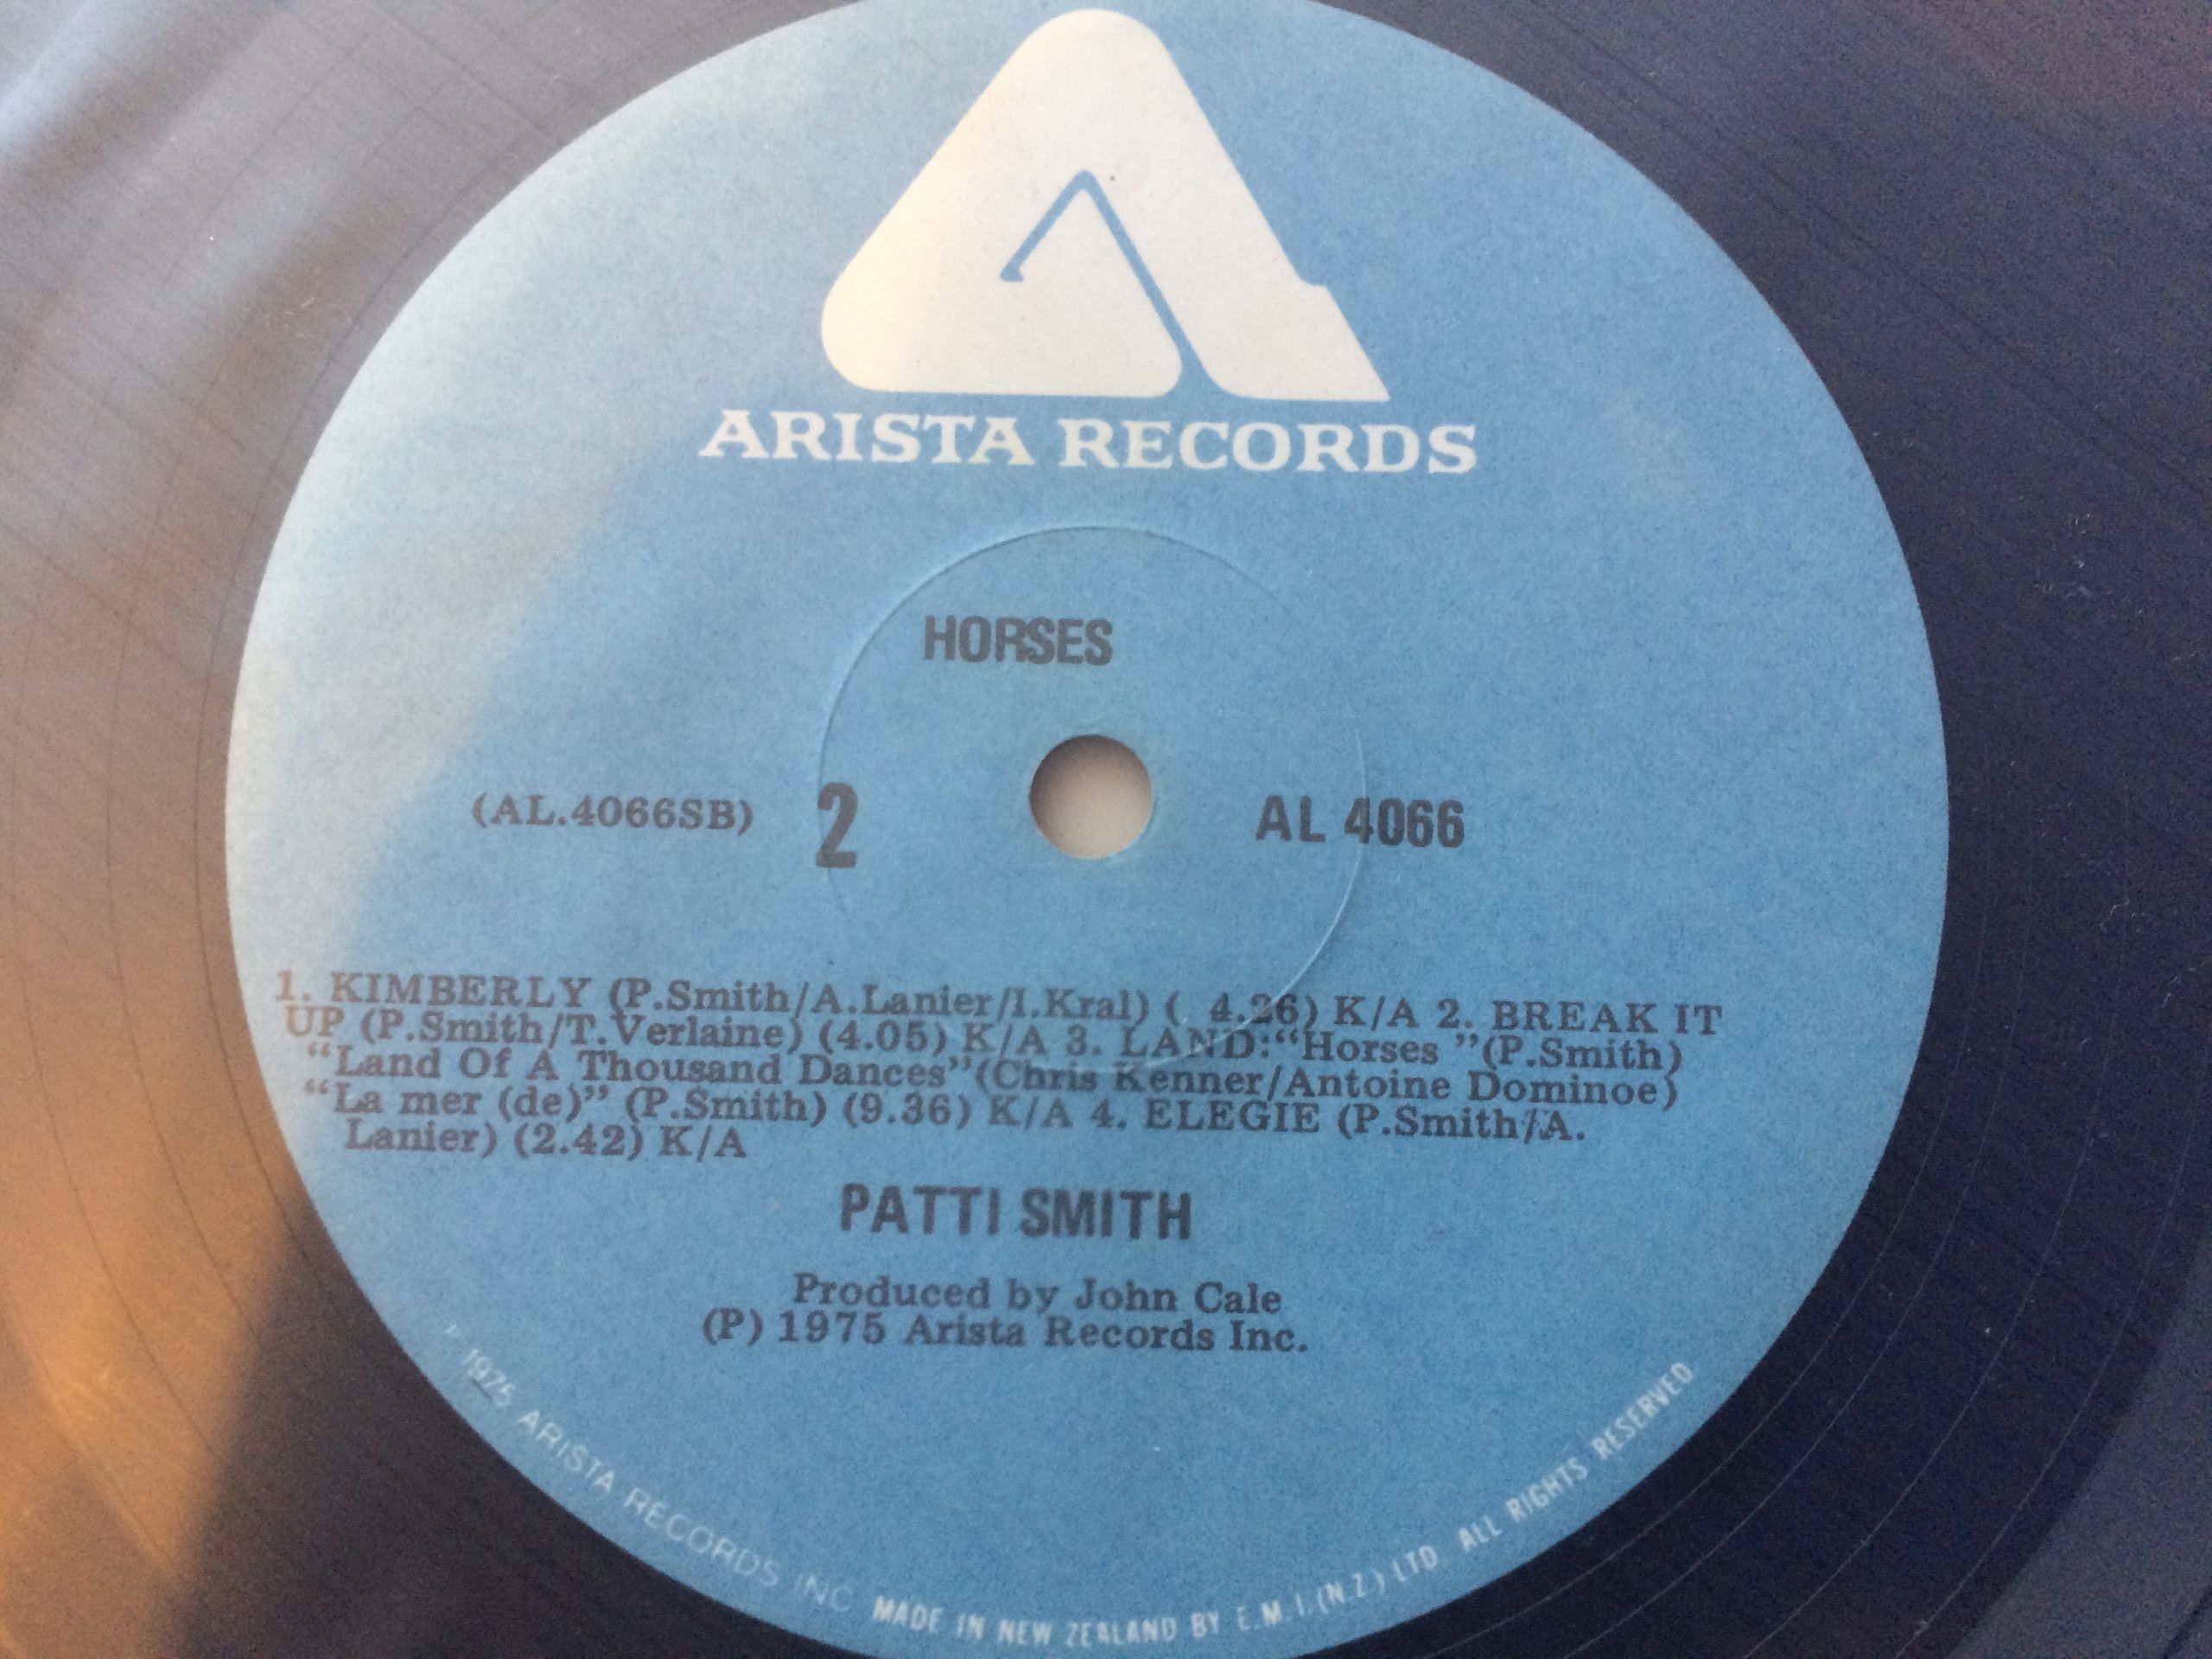 ARISTA RECORDS
HORSES
(AL.4066SB) 2 AL 4066
1. KIMBERLY (P.Smith/A.Lanier/I.Kral) ( 4.26) K/A 2. BREAK IT
UP (P.Smith/T.Verlaine) (4.05) K/A 3. LAND:“Horses ”(P.Smith)
“Land Of A Thousand Dances”(Chris Kenner/Antoine Dominoe)
“La mer (de)” (P.Smith) (9.36) K/A 4. ELEGIE (P.Smith/A.
Lanier) (2.42) K/A
PATTI SMITH
Produced by John Cale
(P) 1975 Arista Records Inc.
P 1975 ARISTA RECORDS INC. MADE IN NEW ZEALAND BY E.M.I.(N.Z.) LTD. ALL RIGHTS RESERVED.